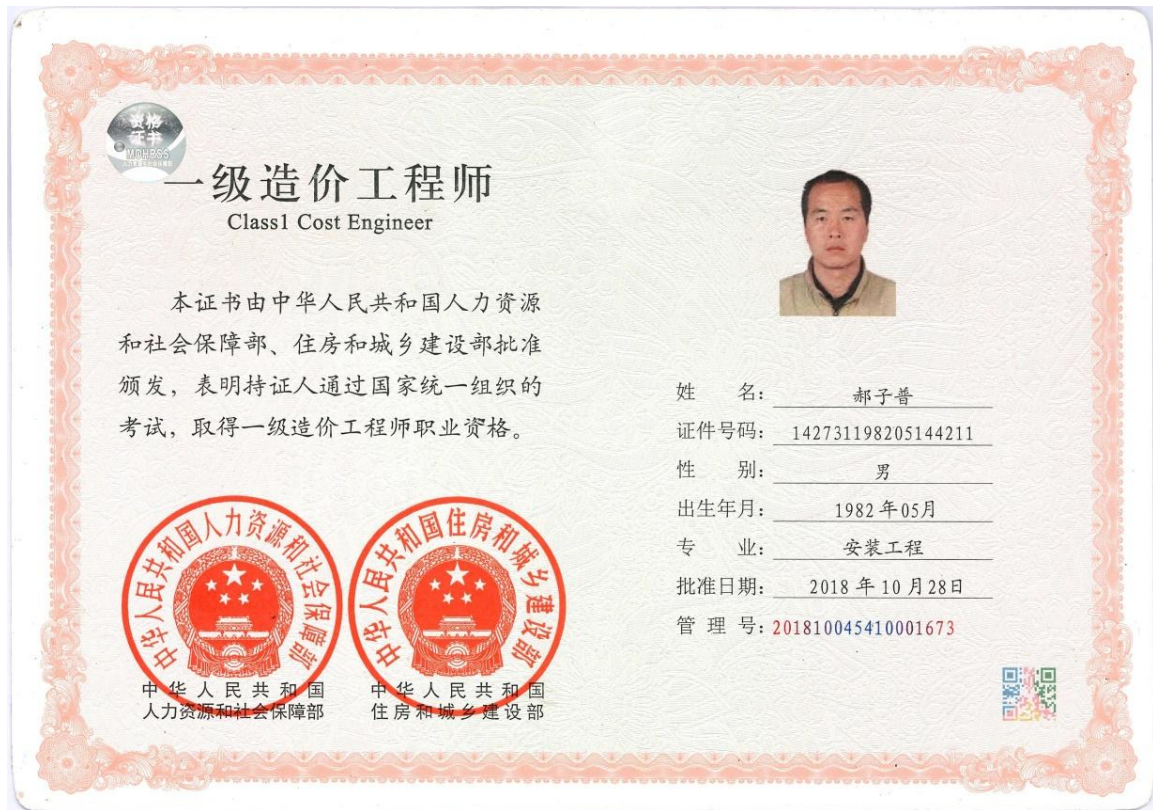 资格
证书
MOHRSS
一级造价工程师
Class1 Cost Engineer
本证书由中华人民共和国人力资源
和社会保障部、住房和城乡建设部批准
颁发，表明持证人通过国家统一组织的
考试，取得一级造价工程师职业资格。
中华人民共和国人力资源和社会保障部
中华人民共和国住房和城乡建设部
中华人民共和国
人力资源和社会保障部
中华人民共和国
住房和城乡建设部
姓 名： 郝子普
证件号码： 142731198205144211
性 别： 男
出生年月： 1982年05月
专 业： 安装工程
批准日期： 2018年10月28日
管 理 号：201810045410001673